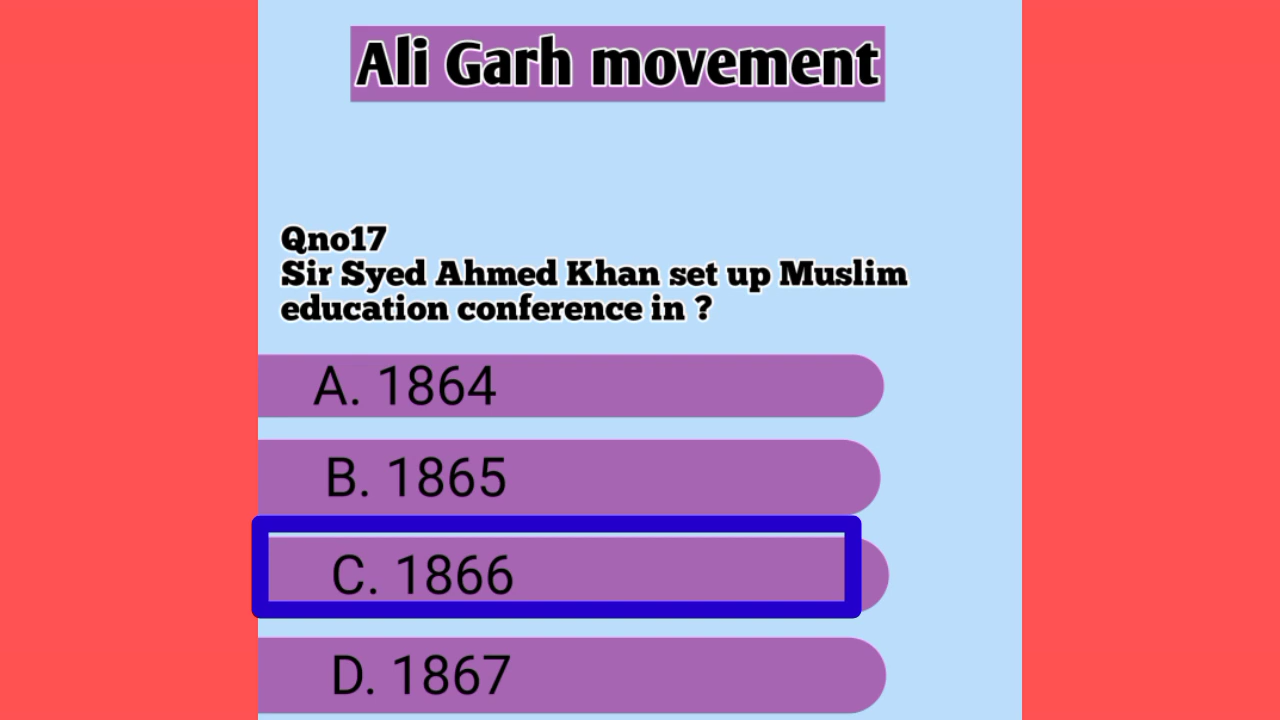 Ali Garh movement
Qno17
Sir Syed Ahmed Khan set up Muslim
education conference in ?
A. 1864
B. 1865
C. 1866
D. 1867